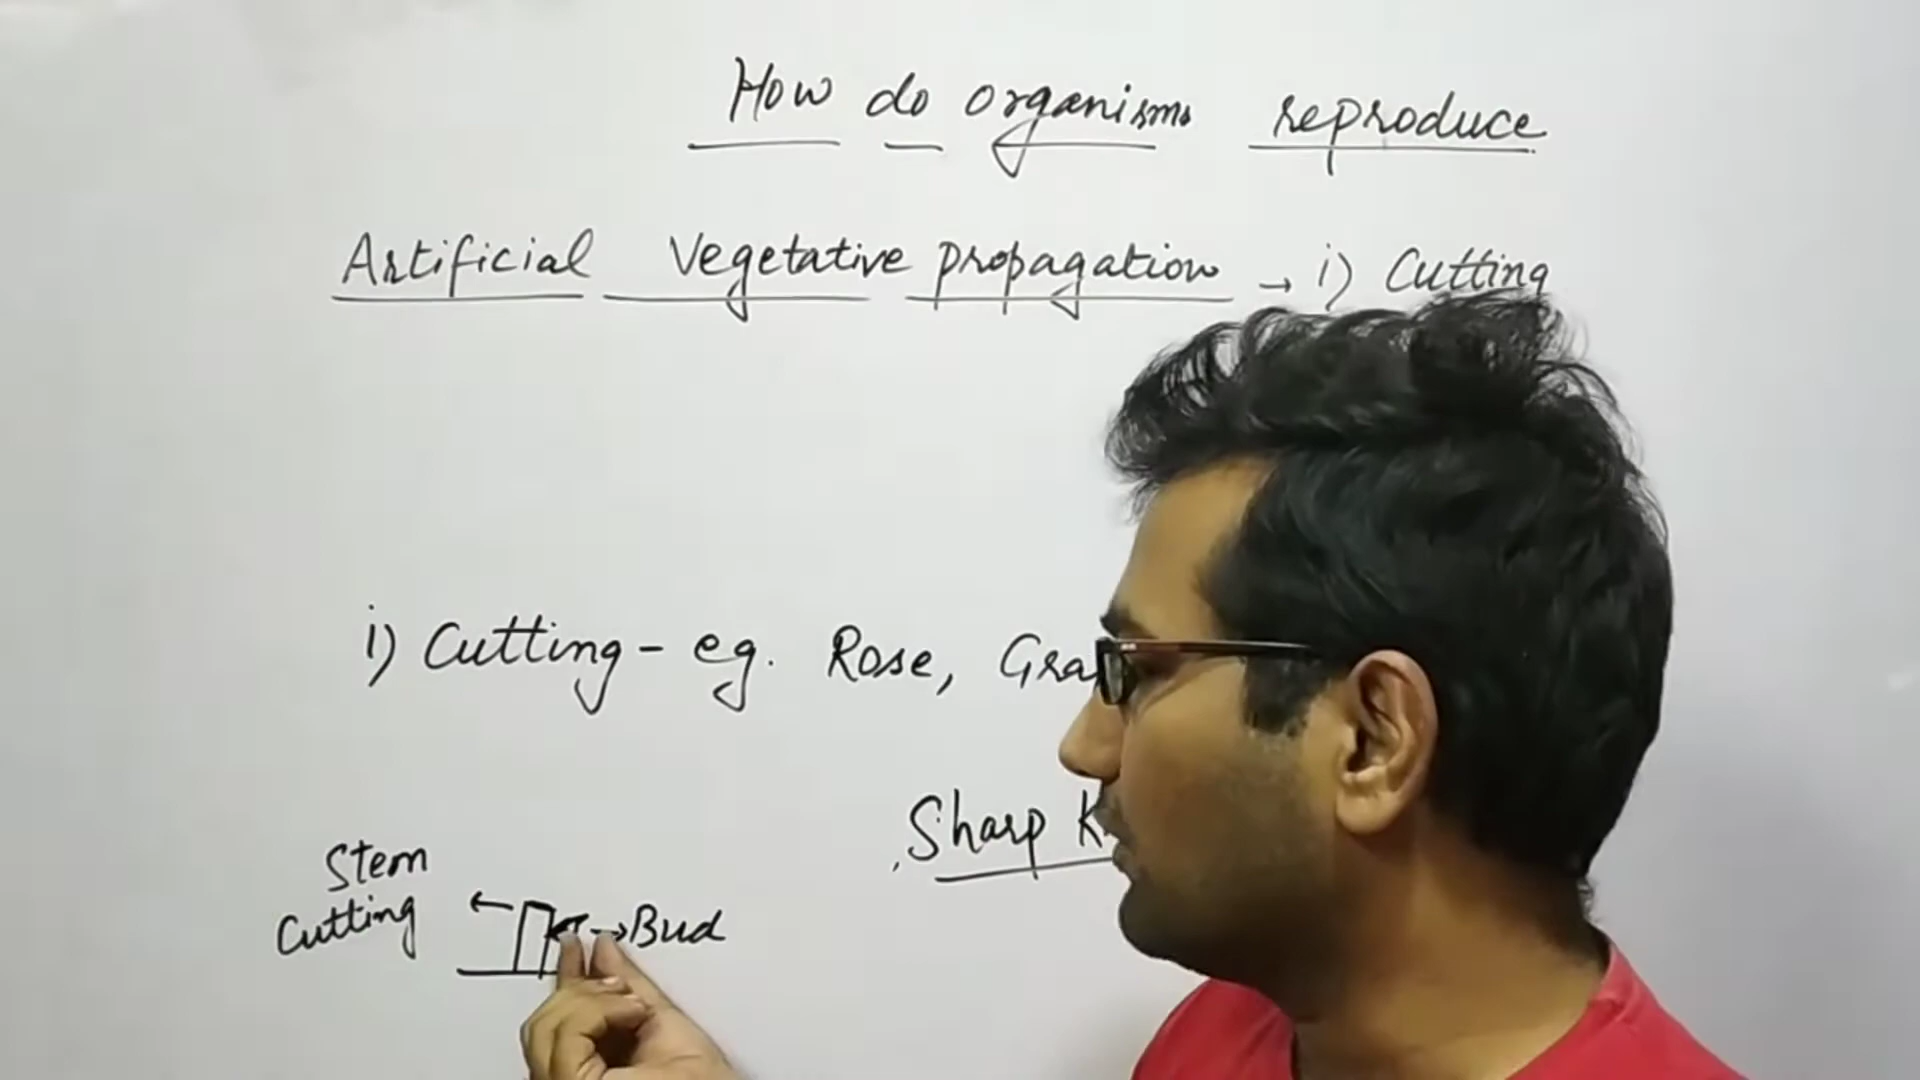 How do organisms reproduce
Artificial Vegetative propagation → i) Cutting
i) Cutting - eg. Rose,
Sharp
Stem
Cutting
Bud